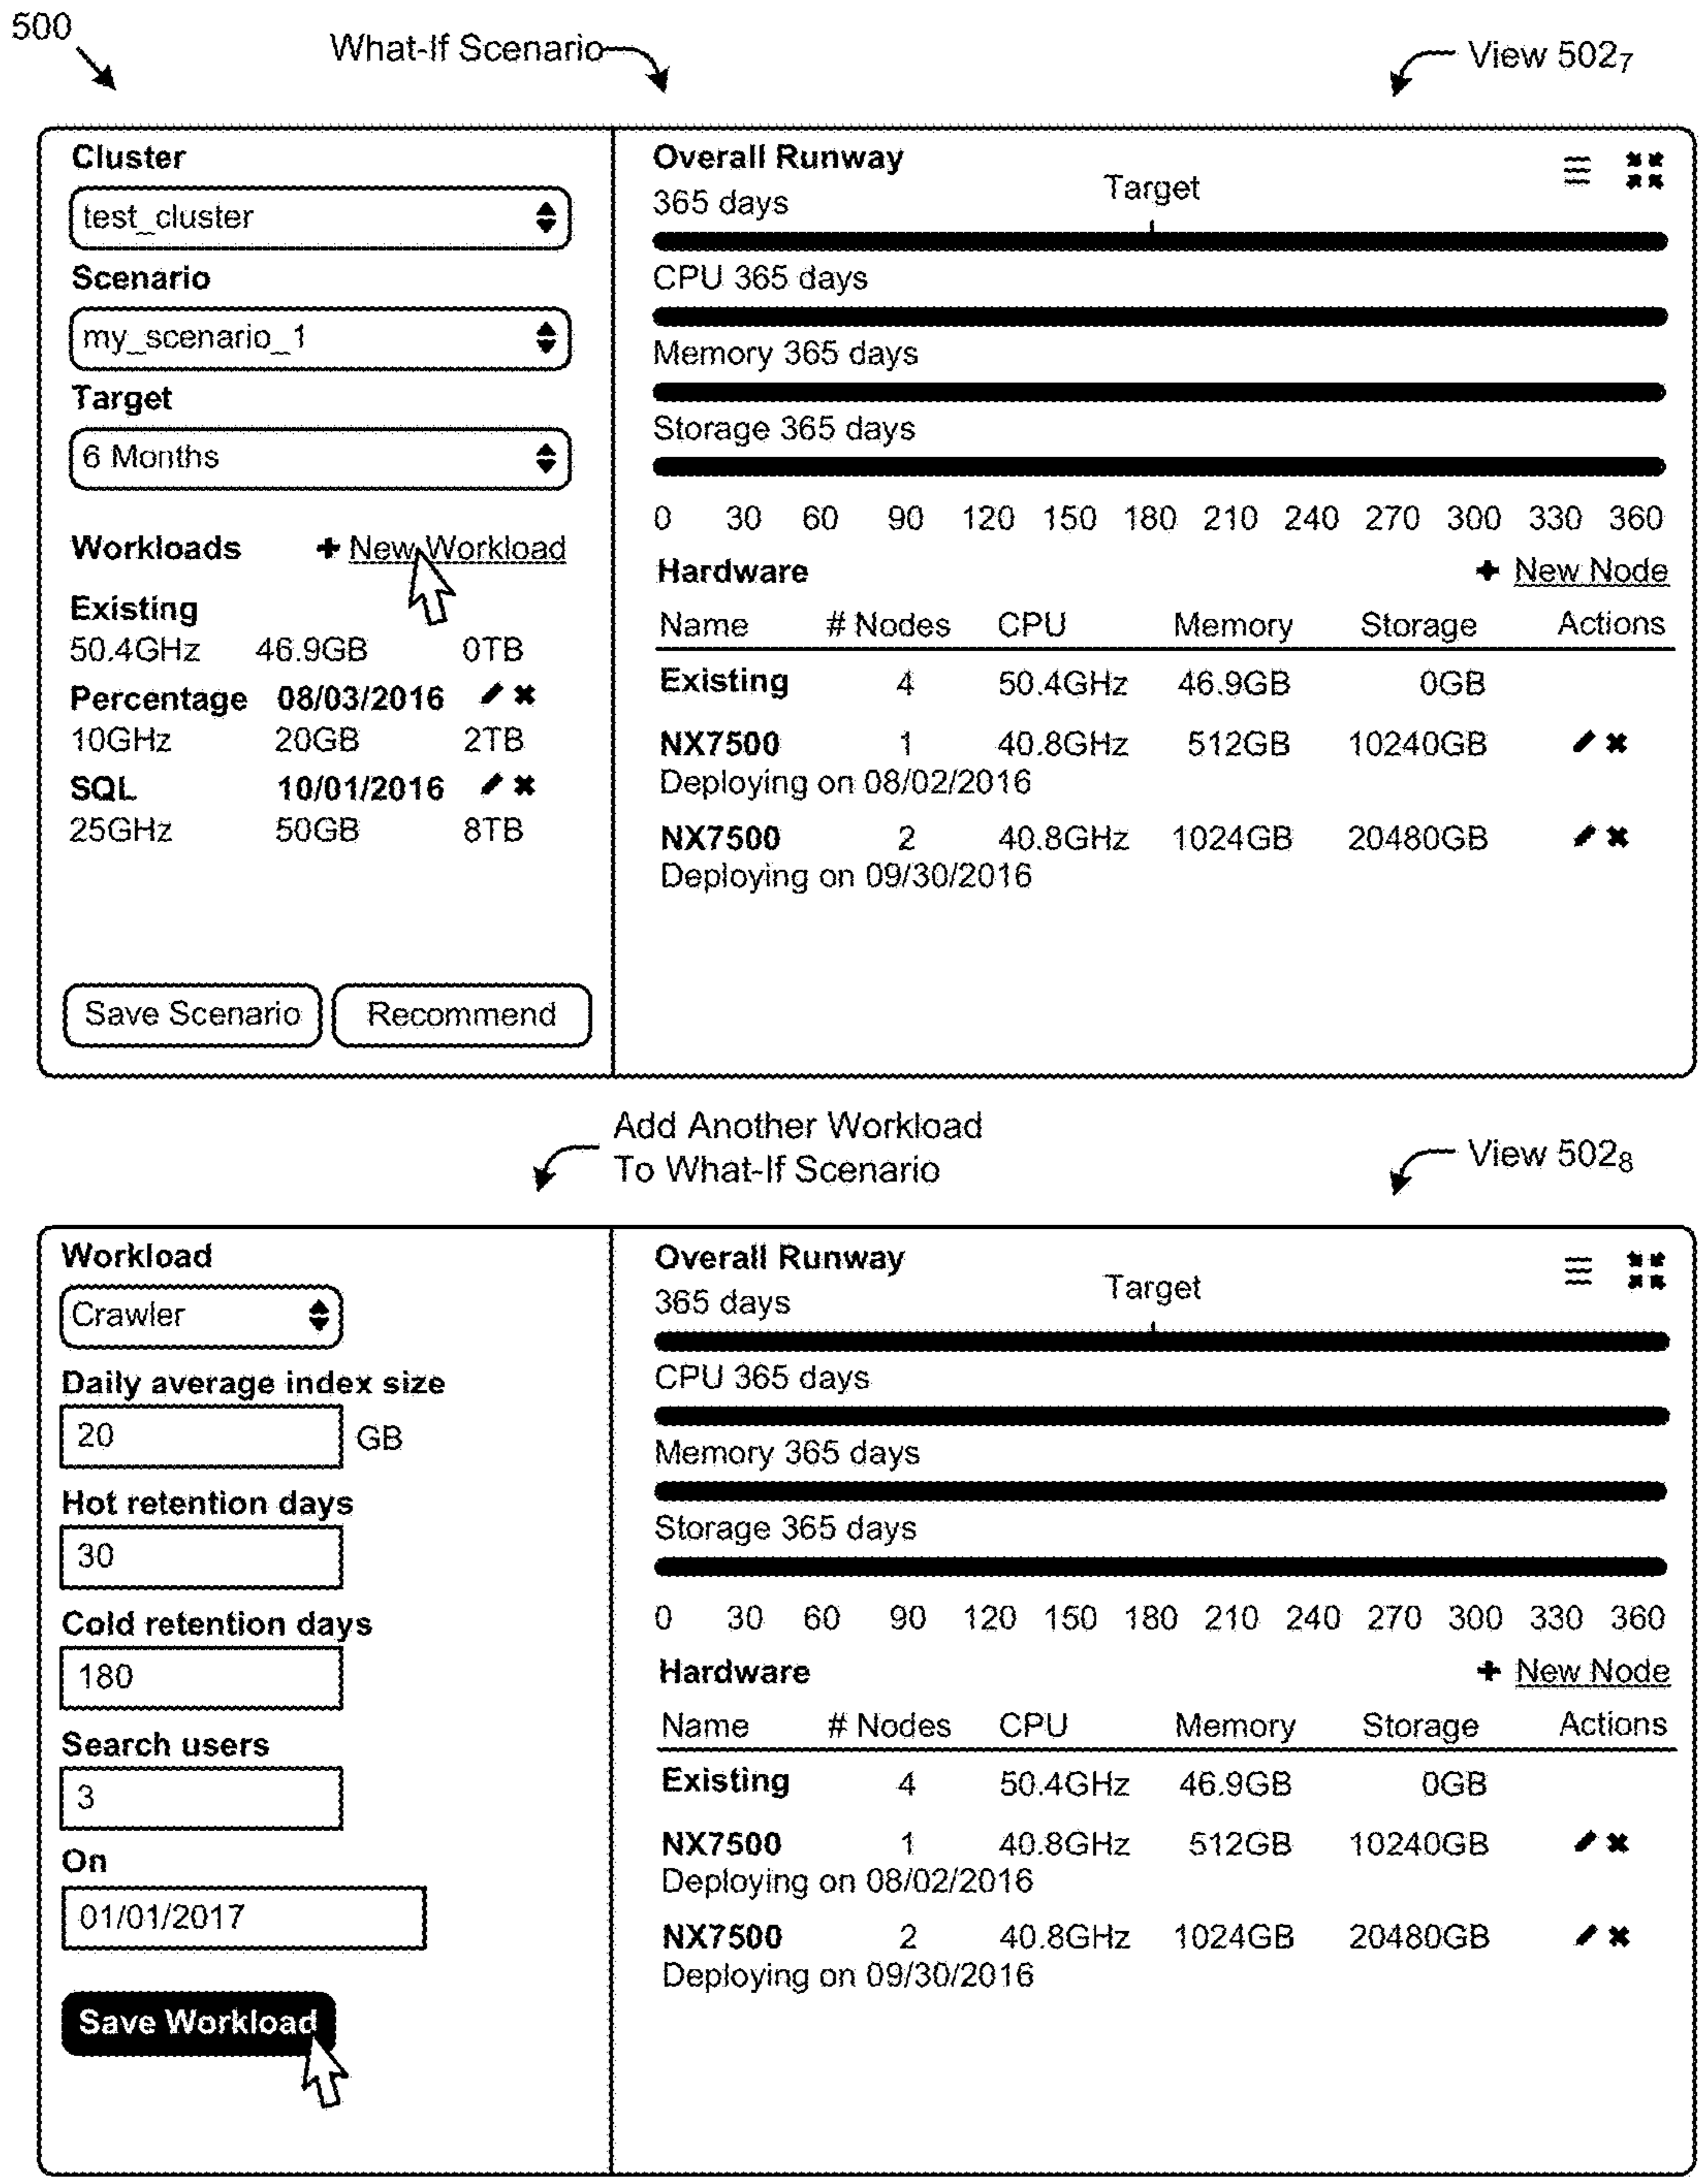 500
What-If Scenario
View 502₇
Cluster
test_cluster
Scenario
my_scenario_1
Target
6 Months
Workloads + New Workload
Existing
50.4GHz 46.9GB 0TB
Percentage 08/03/2016
10GHz 20GB 2TB
SQL 10/01/2016
25GHz 50GB 8TB
Save Scenario Recommend
Overall Runway
365 days
Target
CPU 365 days
Memory 365 days
Storage 365 days
0 30 60 90 120 150 180 210 240 270 300 330 360
Hardware + New Node
Name # Nodes CPU Memory Storage Actions
Existing 4 50.4GHz 46.9GB 0GB
NX7500 1 40.8GHz 512GB 10240GB
Deploying on 08/02/2016
NX7500 2 40.8GHz 1024GB 20480GB
Deploying on 09/30/2016
Add Another Workload
To What-If Scenario
View 502₈
Workload
Crawler
Daily average index size
20 GB
Hot retention days
30
Cold retention days
180
Search users
3
On
01/01/2017
Save Workload
Overall Runway
365 days
Target
CPU 365 days
Memory 365 days
Storage 365 days
0 30 60 90 120 150 180 210 240 270 300 330 360
Hardware + New Node
Name # Nodes CPU Memory Storage Actions
Existing 4 50.4GHz 46.9GB 0GB
NX7500 1 40.8GHz 512GB 10240GB
Deploying on 08/02/2016
NX7500 2 40.8GHz 1024GB 20480GB
Deploying on 09/30/2016